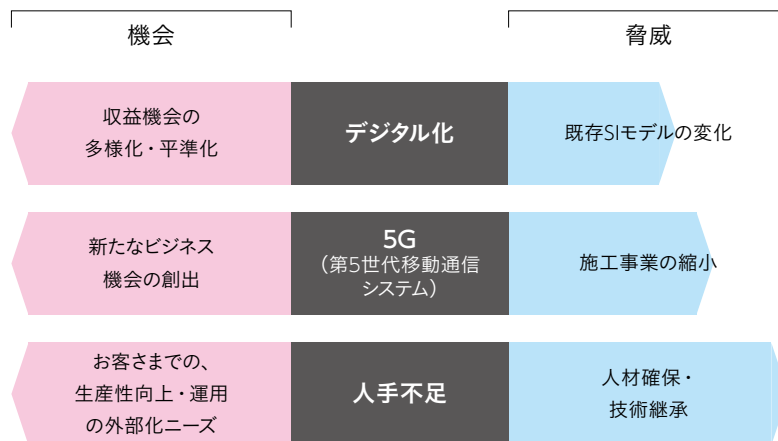 機会
脅威
収益機会の
多様化・平準化
デジタル化
既存SIモデルの変化
新たなビジネス
機会の創出
5G
（第5世代移動通信
システム）
施工事業の縮小
お客さまでの、
生産性向上・運用
の外部化ニーズ
人手不足
人材確保・
技術継承